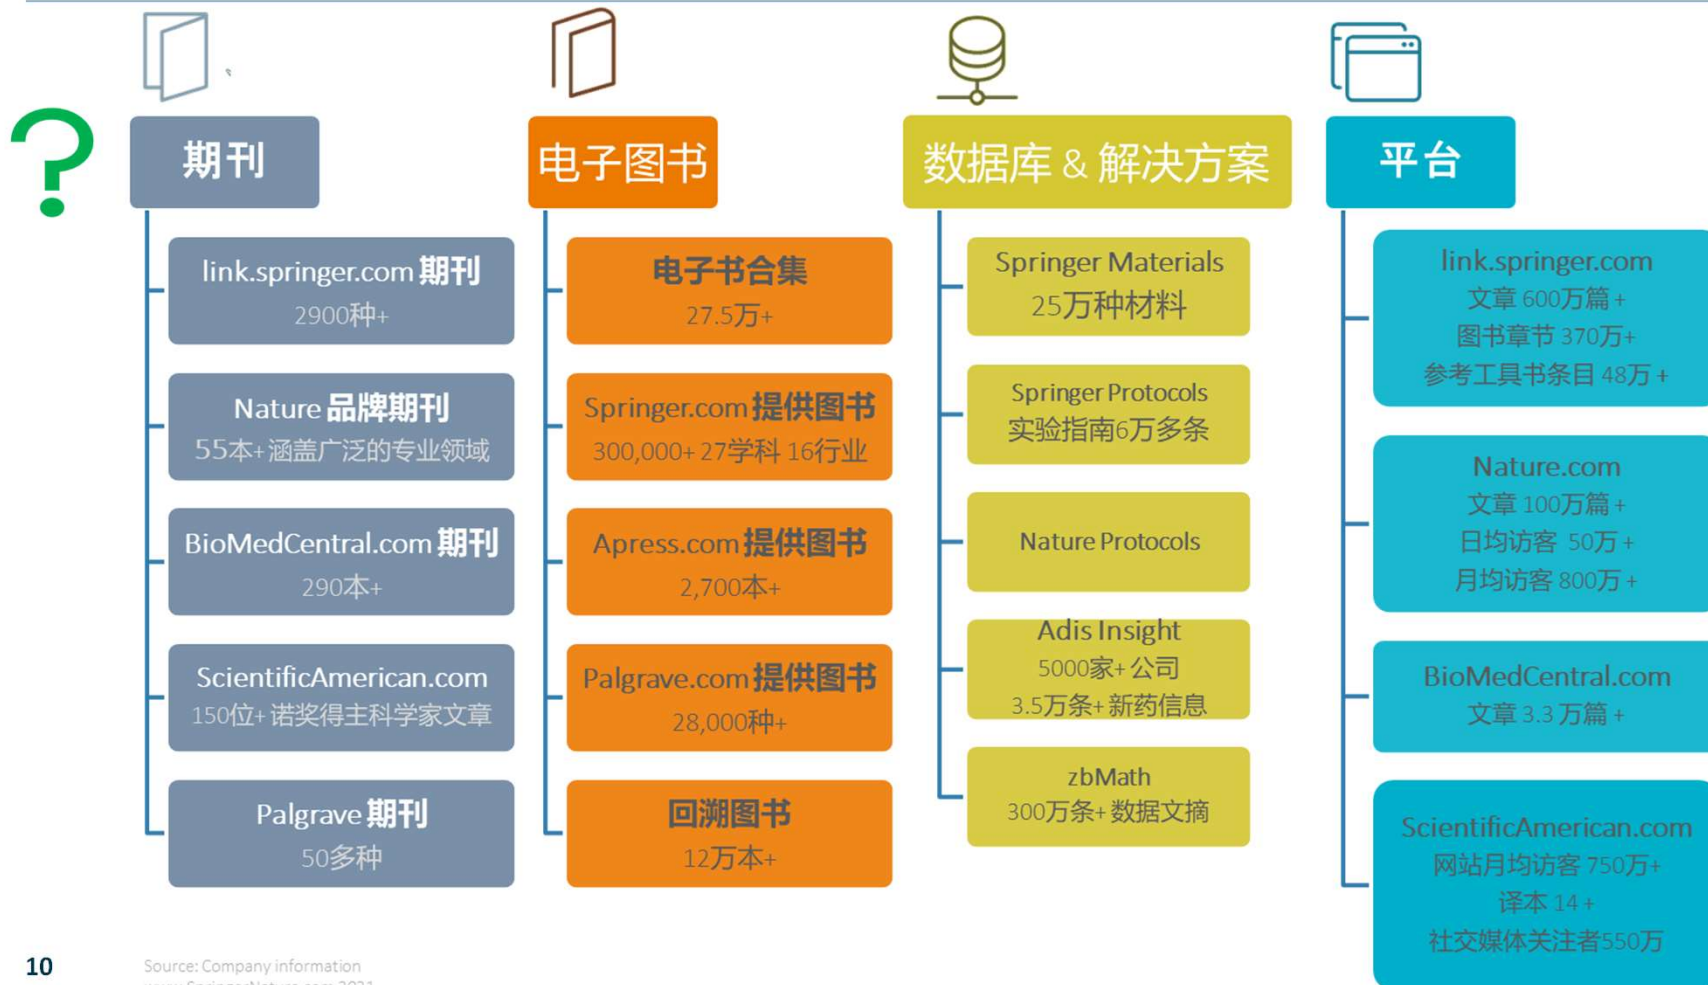 ?
期刊
link.springer.com 期刊
2900种+
Nature 品牌期刊
55本+ 涵盖广泛的专业领域
BioMedCentral.com 期刊
290本+
ScientificAmerican.com
150位+ 诺奖得主科学家文章
Palgrave 期刊
50多种
电子图书
电子书合集
27.5万+
Springer.com 提供图书
300,000+ 27学科 16行业
Apress.com 提供图书
2,700本+
Palgrave.com 提供图书
28,000种+
回溯图书
12万本+
数据库 & 解决方案
Springer Materials
25万种材料
Springer Protocols
实验指南6万多条
Nature Protocols
Adis Insight
5000家+ 公司
3.5万条+ 新药信息
zbMath
300万条+ 数据文摘
平台
link.springer.com
文章 600万篇 +
图书章节 370万+
参考工具书条目 48万 +
Nature.com
文章 100万篇 +
日均访客 50万 +
月均访客 800万 +
BioMedCentral.com
文章 3.3 万篇 +
ScientificAmerican.com
网站月均访客 750万+
译本 14 +
社交媒体关注者550万
10
Source: Company information
www.SpringerNature.com 2021